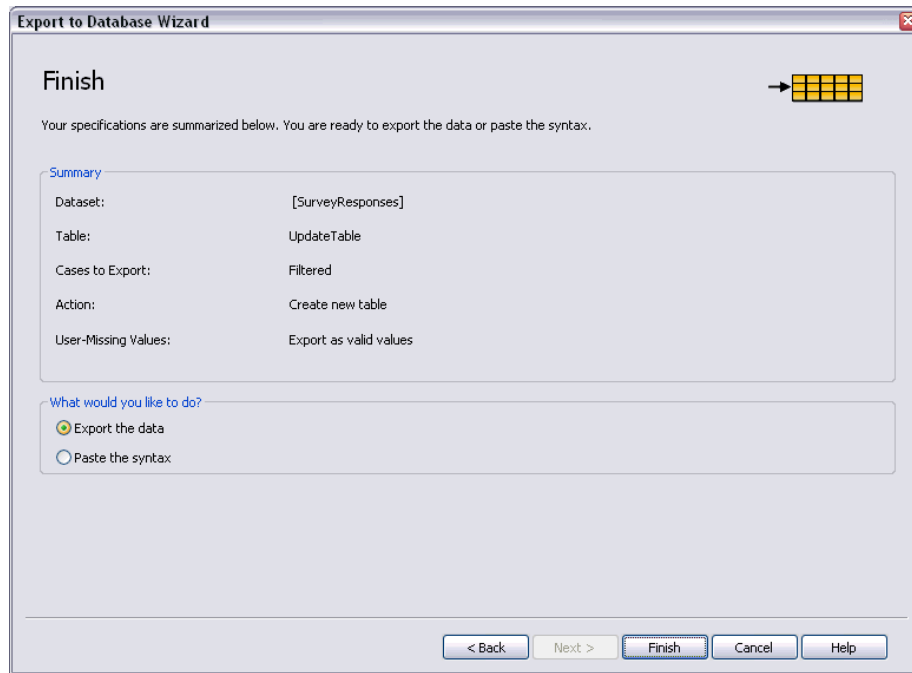 Export to Database Wizard
Finish
Your specifications are summarized below. You are ready to export the data or paste the syntax.
Summary
Dataset: [SurveyResponses]
Table: UpdateTable
Cases to Export: Filtered
Action: Create new table
User-Missing Values: Export as valid values
What would you like to do?
Export the data
Paste the syntax
< Back Next > Finish Cancel Help